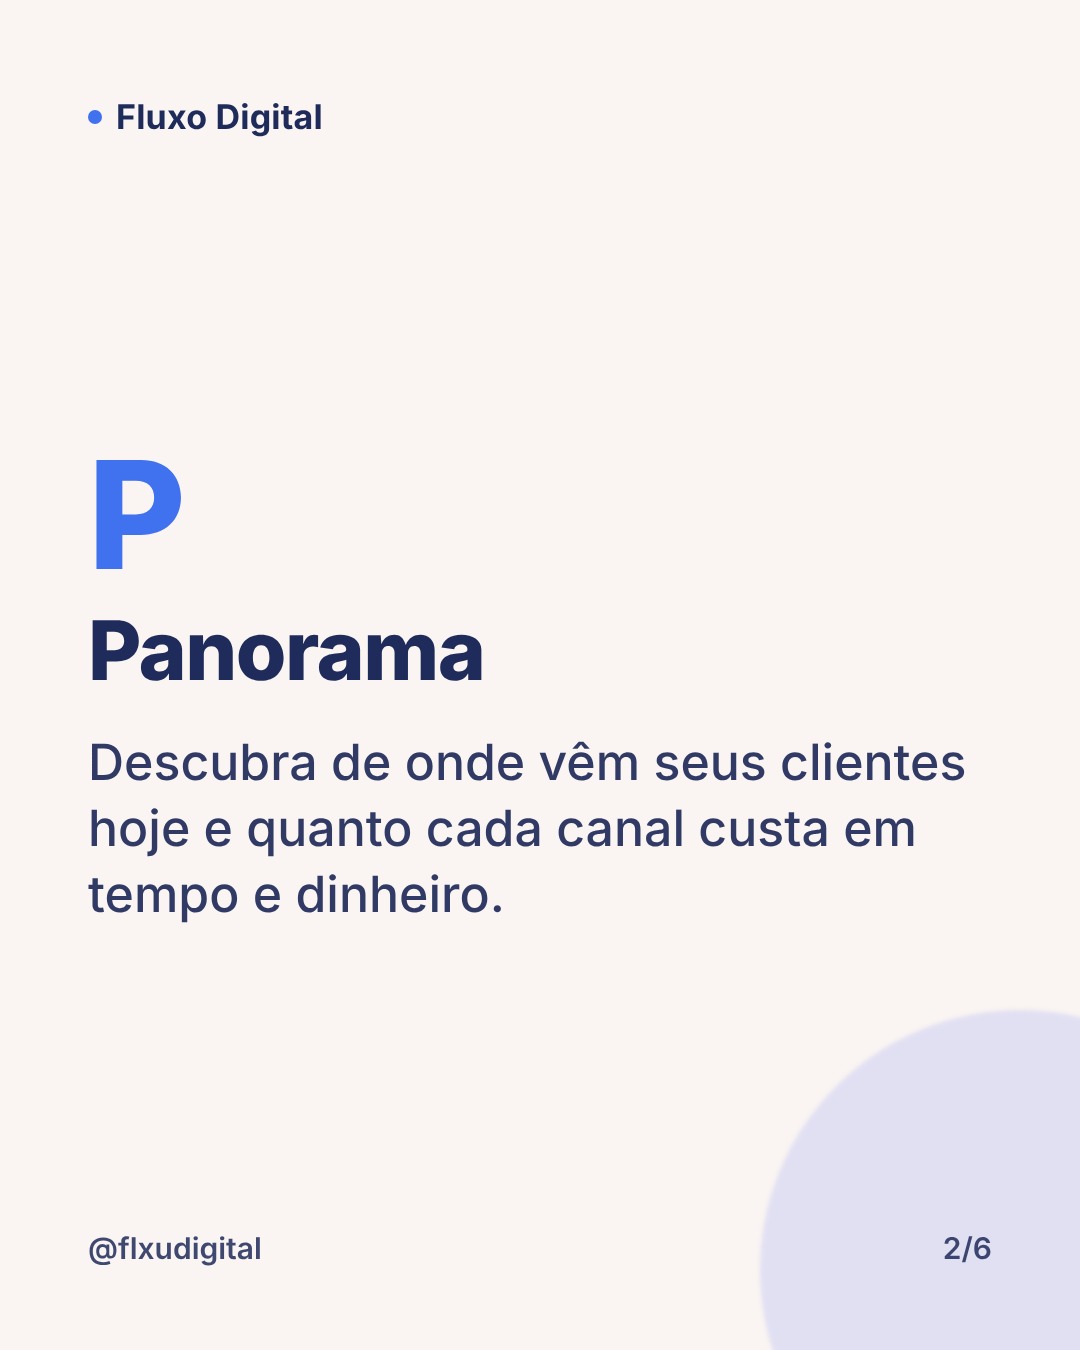 Fluxo Digital
P
Panorama
Descubra de onde vêm seus clientes
hoje e quanto cada canal custa em
tempo e dinheiro.
@flxudigital
2/6